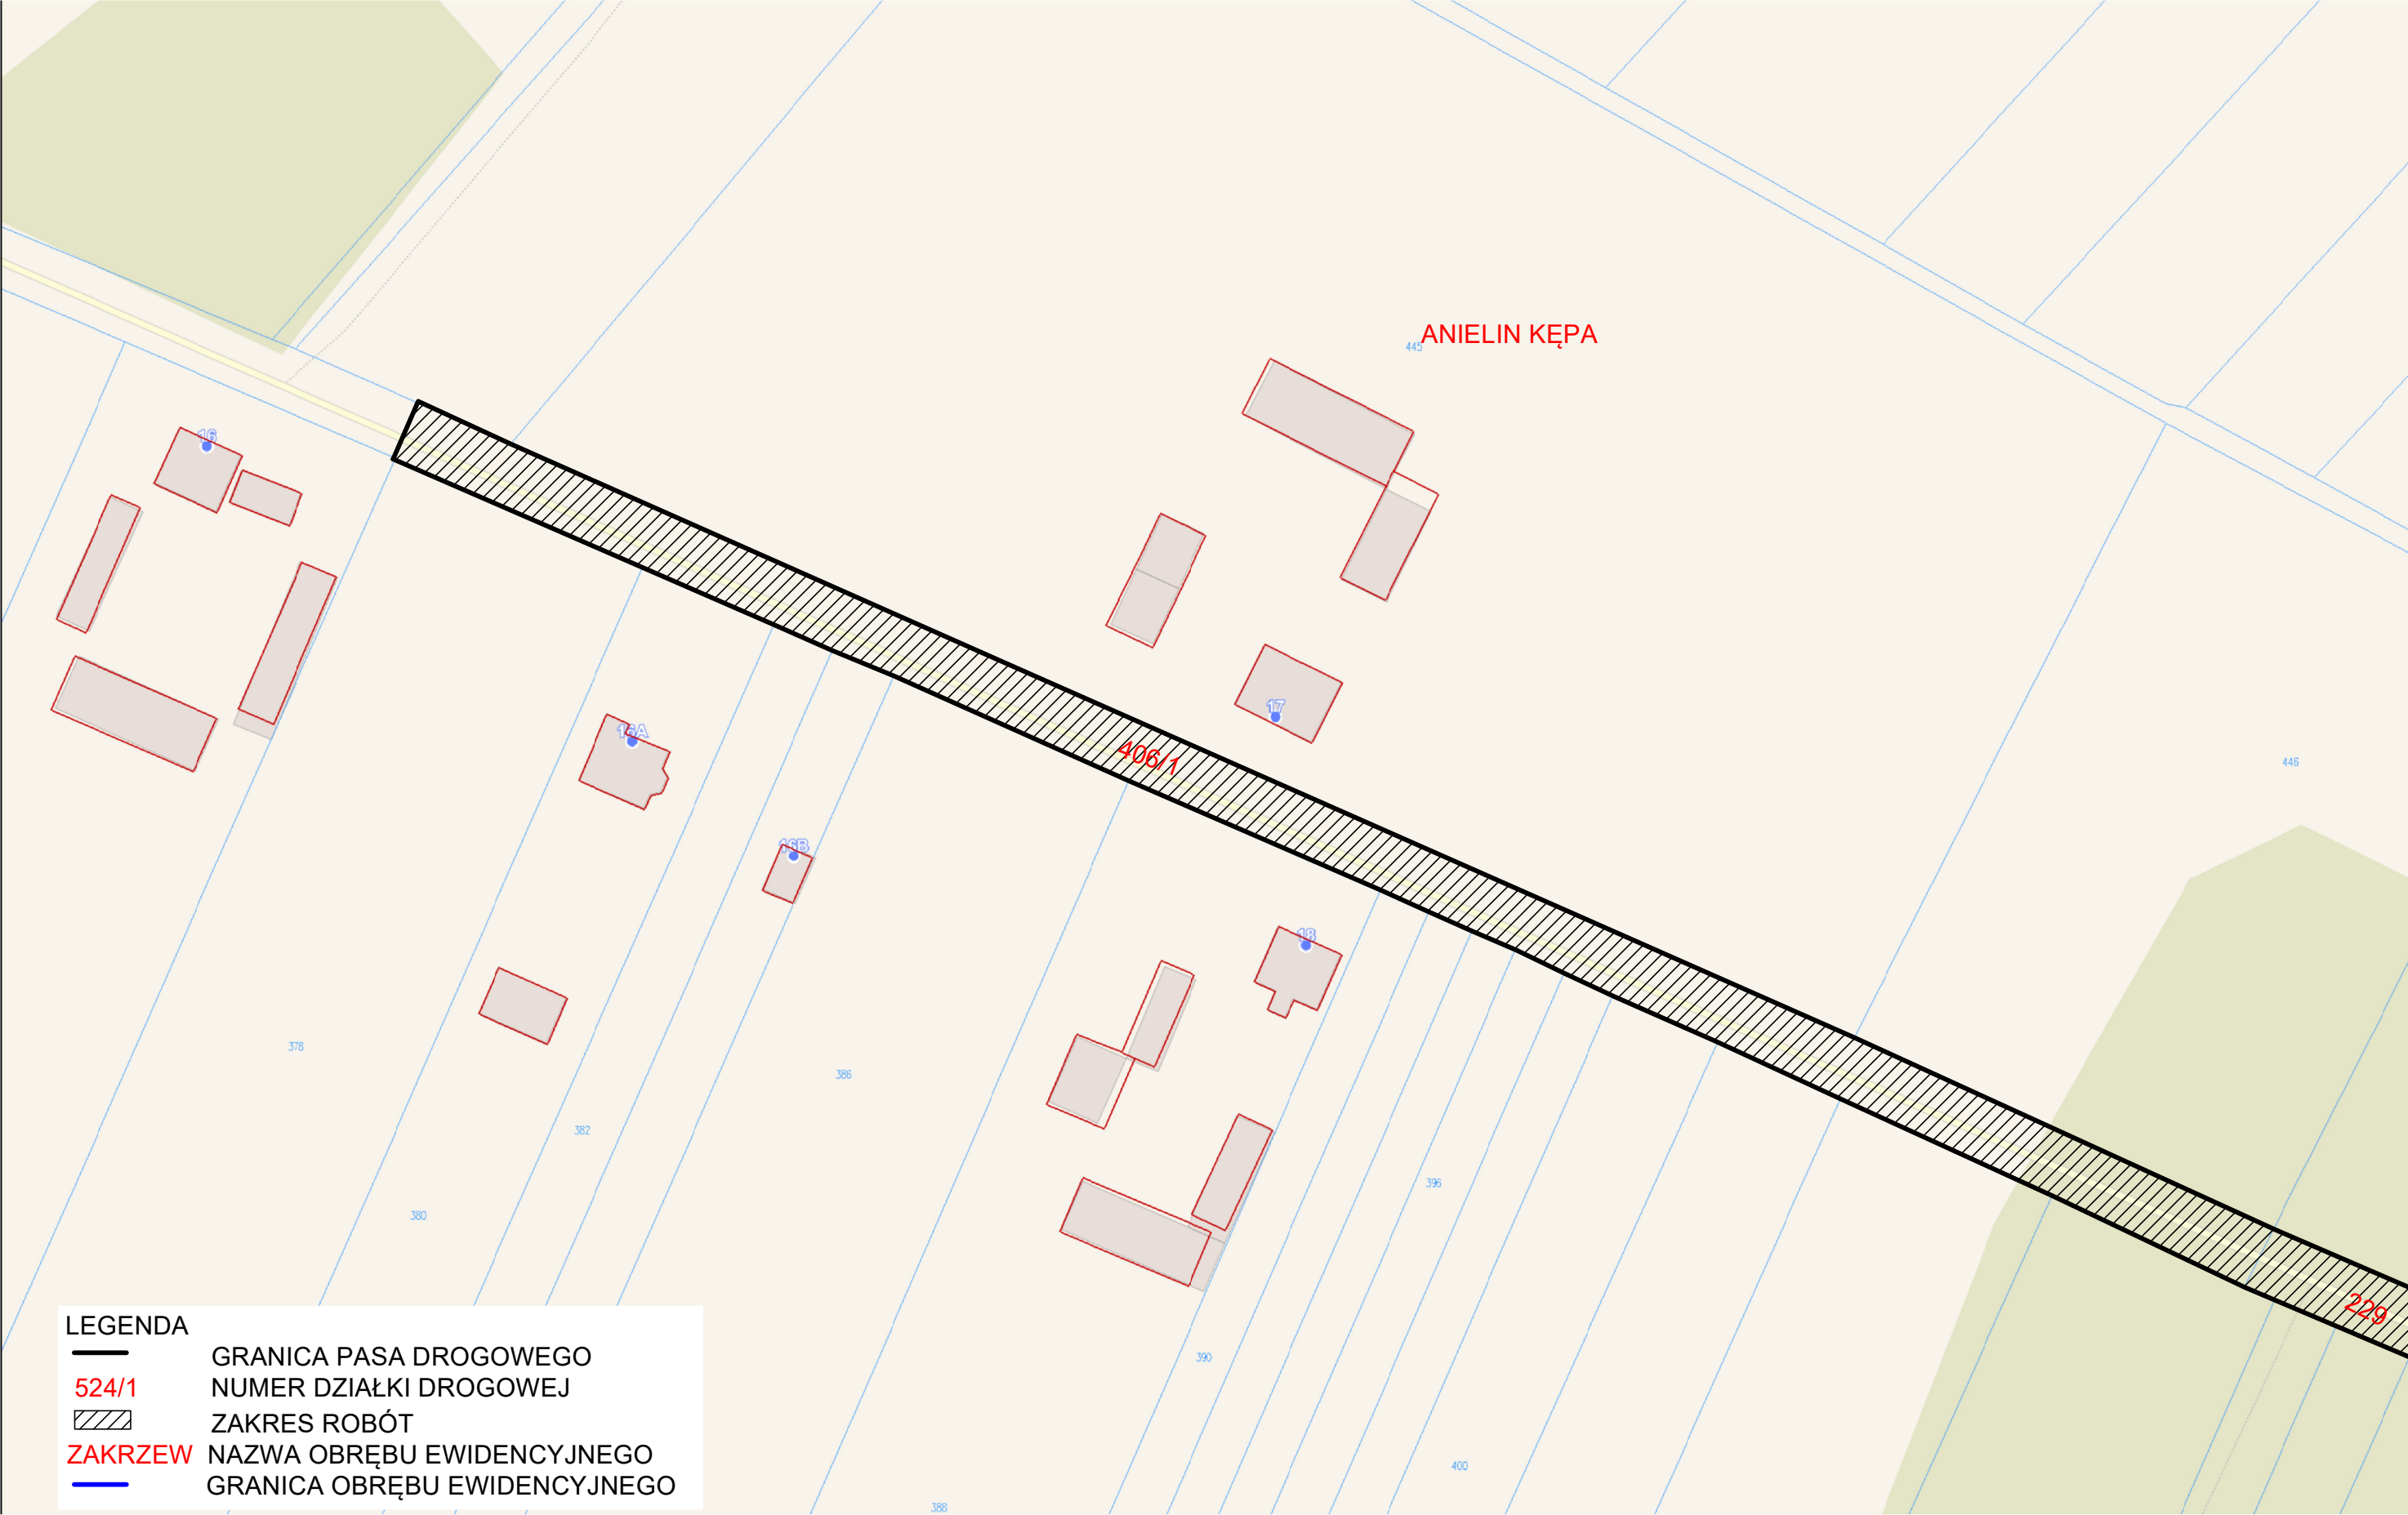 ANIELIN KĘPA
445
16
17
406/1
16A
446
16B
18
378
386
382
396
380
229
390
400
388
LEGENDA
GRANICA PASA DROGOWEGO
524/1 NUMER DZIAŁKI DROGOWEJ
ZAKRES ROBÓT
ZAKRZEW NAZWA OBRĘBU EWIDENCYJNEGO
GRANICA OBRĘBU EWIDENCYJNEGO